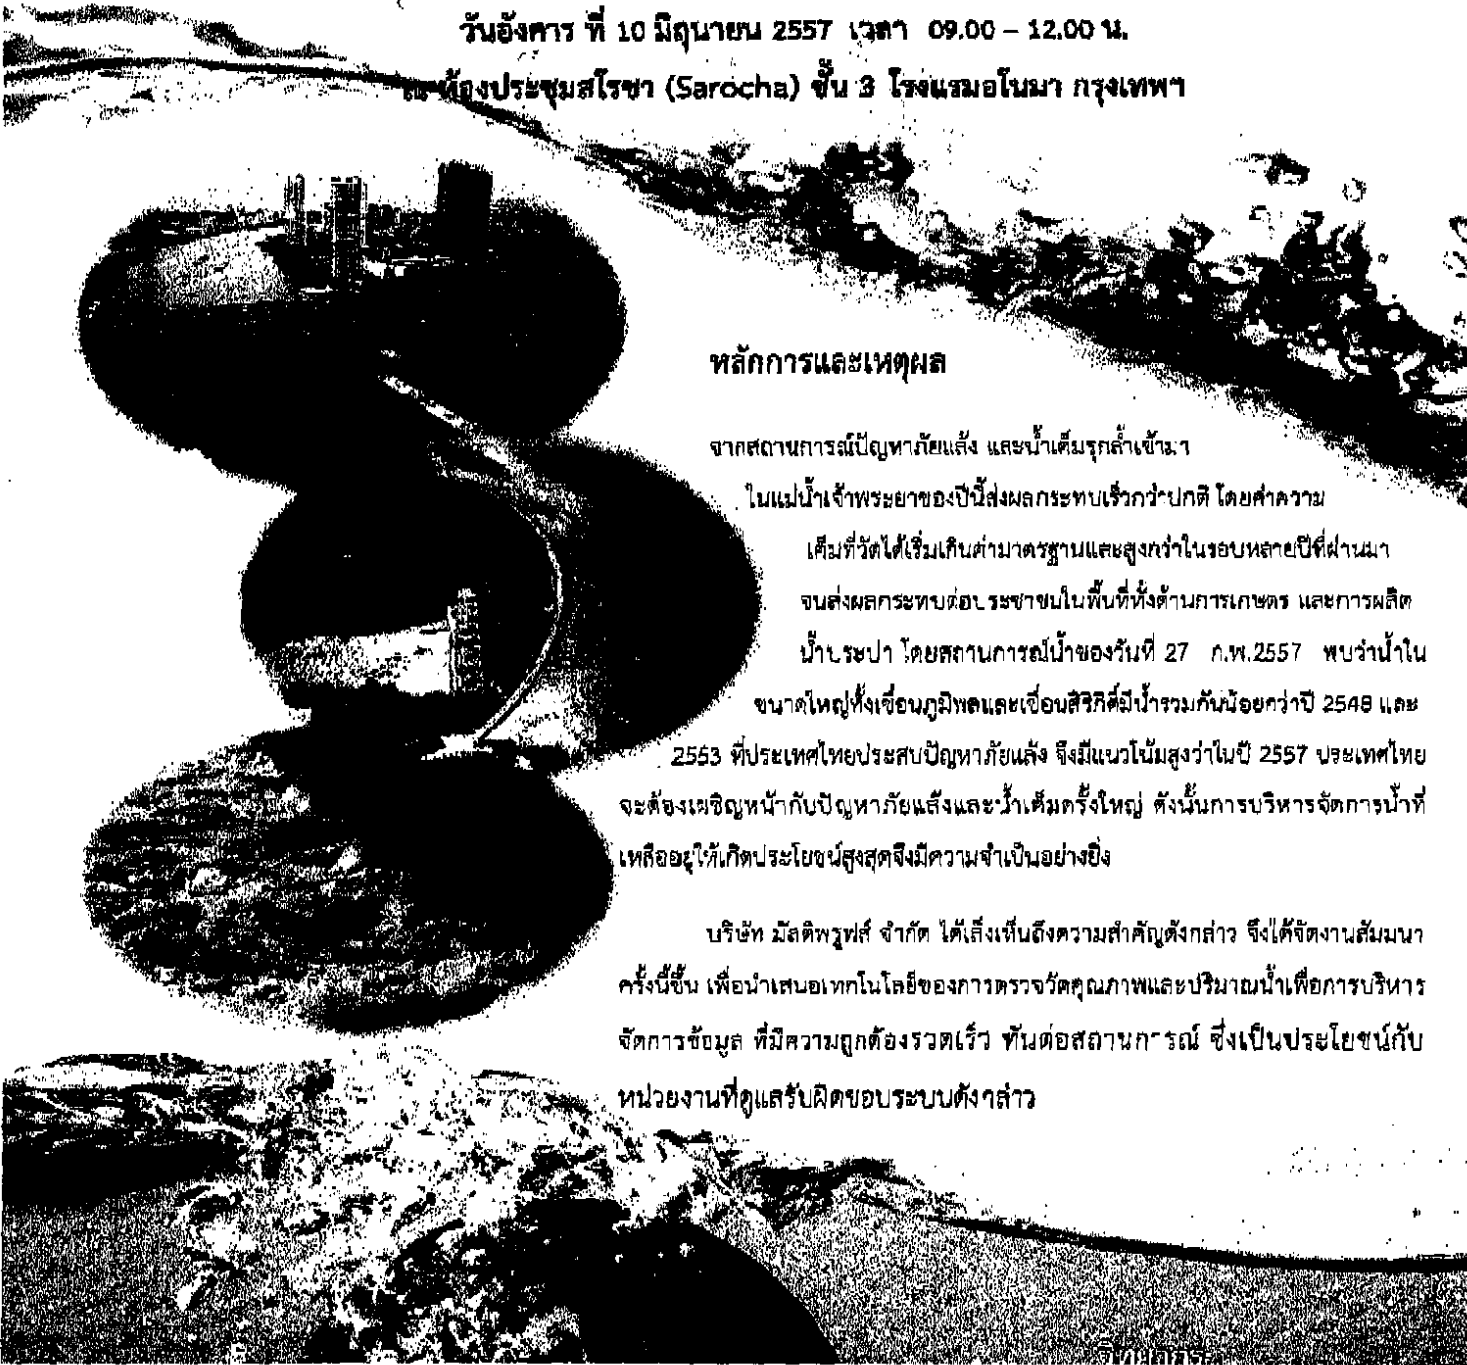 วันอังคาร ที่ 10 มิถุนายน 2557 เวลา 09.00 – 12.00 น.
ณ ห้องประชุมสโรชา (Sarocha) ชั้น 3 โรงแรมอโนมา กรุงเทพฯ
หลักการและเหตุผล
จากสถานการณ์ปัญหาภัยแล้ง และน้ำเค็มรุกล้ำเข้ามา
ในแม่น้ำเจ้าพระยาของปีนี้ส่งผลกระทบเร็วกว่าปกติ โดยค่าความ
เค็มที่วัดได้เริ่มเกินค่ามาตรฐานและสูงกว่าในรอบหลายปีที่ผ่านมา
จนส่งผลกระทบต่อประชาชนในพื้นที่ทั้งด้านการเกษตร และการผลิต
น้ำประปา โดยสถานการณ์น้ำของวันที่ 27 ก.พ.2557 พบว่าน้ำใน
ขนาดใหญ่ทั้งเขื่อนภูมิพลและเขื่อนสิริกิติ์มีน้ำรวมกันน้อยกว่าปี 2548 และ
2553 ที่ประเทศไทยประสบปัญหาภัยแล้ง จึงมีแนวโน้มสูงว่าในปี 2557 ประเทศไทย
จะต้องเผชิญหน้ากับปัญหาภัยแล้งและน้ำเค็มครั้งใหญ่ ดังนั้นการบริหารจัดการน้ำที่
เหลืออยู่ให้เกิดประโยชน์สูงสุดจึงมีความจำเป็นอย่างยิ่ง
บริษัท มัลติพรูฟส์ จำกัด ได้เล็งเห็นถึงความสำคัญดังกล่าว จึงได้จัดงานสัมมนา
ครั้งนี้ขึ้น เพื่อนำเสนอเทคโนโลยีของการตรวจวัดคุณภาพและปริมาณน้ำเพื่อการบริหาร
จัดการข้อมูล ที่มีความถูกต้องรวดเร็ว ทันต่อสถานการณ์ ซึ่งเป็นประโยชน์กับ
หน่วยงานที่ดูแลรับผิดชอบระบบดังกล่าว